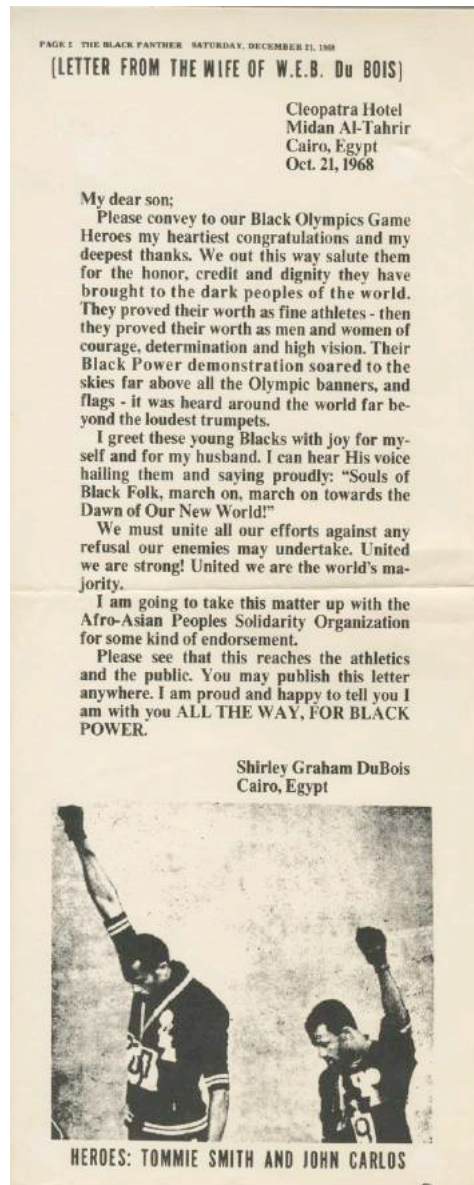 PAGE 2 THE BLACK PANTHER SATURDAY, DECEMBER 21, 1968
(LETTER FROM THE WIFE OF W.E.B. Du BOIS)
Cleopatra Hotel
Midan Al-Tahrir
Cairo, Egypt
Oct. 21, 1968
My dear son;
Please convey to our Black Olympics Game
Heroes my heartiest congratulations and my
deepest thanks. We out this way salute them
for the honor, credit and dignity they have
brought to the dark peoples of the world.
They proved their worth as fine athletes - then
they proved their worth as men and women of
courage, determination and high vision. Their
Black Power demonstration soared to the
skies far above all the Olympic banners, and
flags - it was heard around the world far be-
yond the loudest trumpets.
I greet these young Blacks with joy for my-
self and for my husband. I can hear His voice
hailing them and saying proudly: "Souls of
Black Folk, march on, march on towards the
Dawn of Our New World!"
We must unite all our efforts against any
refusal our enemies may undertake. United
we are strong! United we are the world's ma-
jority.
I am going to take this matter up with the
Afro-Asian Peoples Solidarity Organization
for some kind of endorsement.
Please see that this reaches the athletics
and the public. You may publish this letter
anywhere. I am proud and happy to tell you I
am with you ALL THE WAY, FOR BLACK
POWER.
Shirley Graham DuBois
Cairo, Egypt
HEROES: TOMMIE SMITH AND JOHN CARLOS